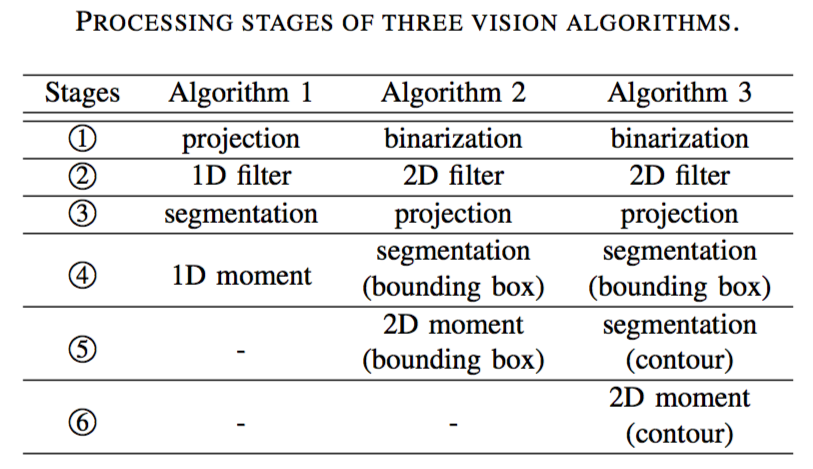 PROCESSING STAGES OF THREE VISION ALGORITHMS.
Stages Algorithm 1 Algorithm 2 Algorithm 3
① projection binarization binarization
② 1D filter 2D filter 2D filter
③ segmentation projection projection
④ 1D moment segmentation (bounding box) segmentation (bounding box)
⑤ - 2D moment (bounding box) segmentation (contour)
⑥ - - 2D moment (contour)